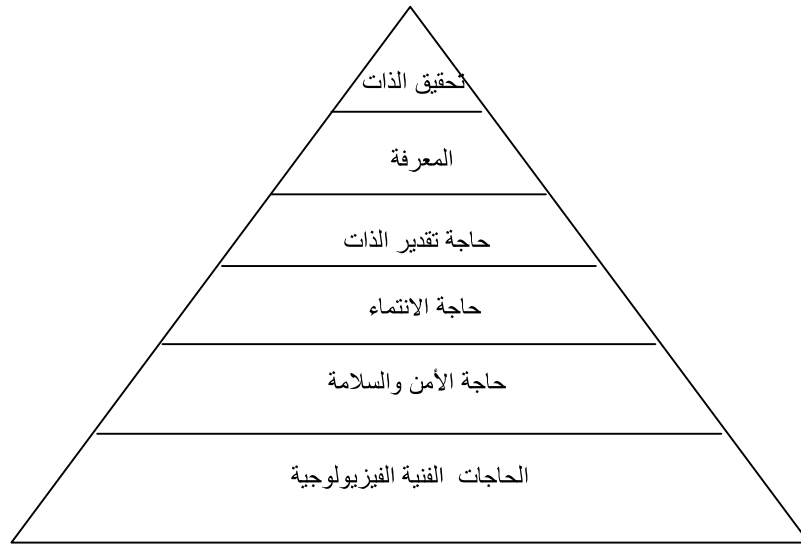 تحقيق الذات
المعرفة
حاجة تقدير الذات
حاجة الانتماء
حاجة الأمن والسلامة
الحاجات الفنية الفيزيولوجية